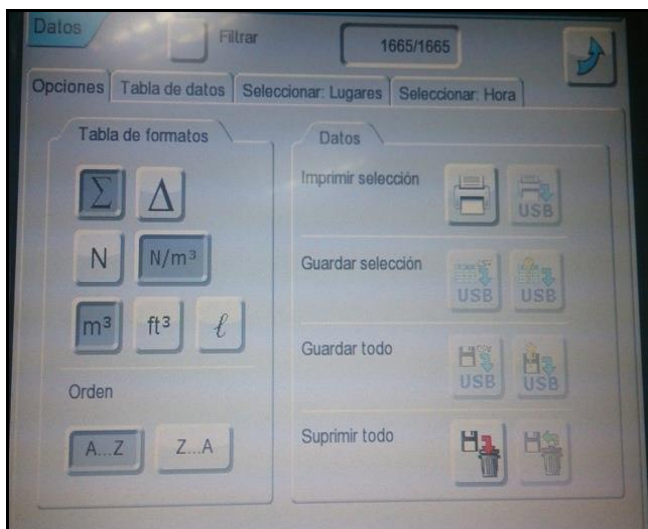 Datos
Filtrar
1665/1665
Opciones
Tabla de datos
Seleccionar: Lugares
Seleccionar: Hora
Tabla de formatos
Σ Δ
N N/m³
m³ ft³ ℓ
Orden
A...Z Z...A
Datos
Imprimir selección
USB
Guardar selección
USB USB
Guardar todo
USB USB
Suprimir todo